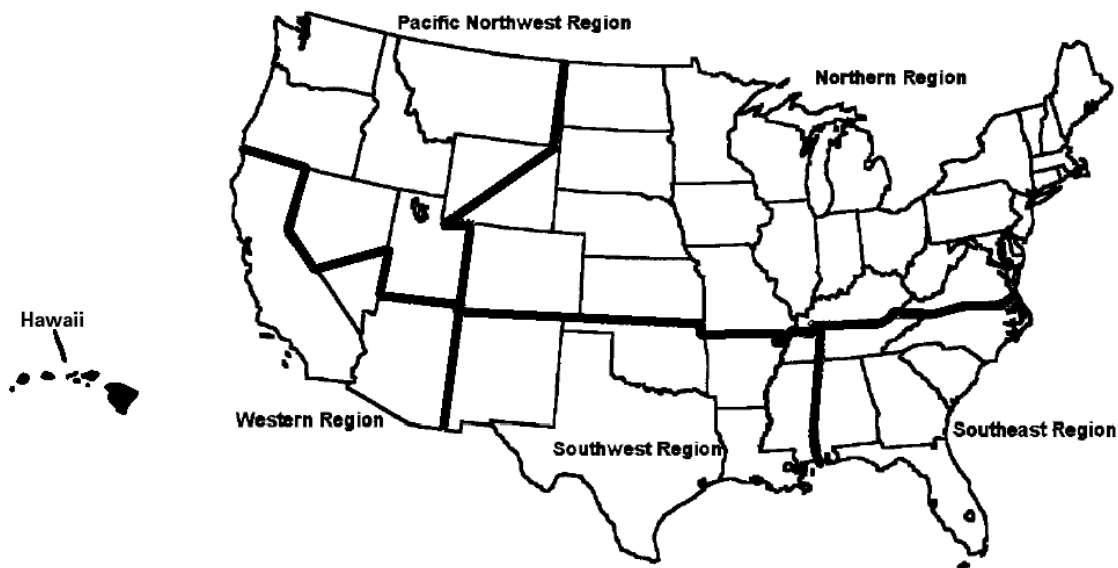 Pacific Northwest Region
Northern Region
Hawaii
Western Region
Southwest Region
Southeast Region